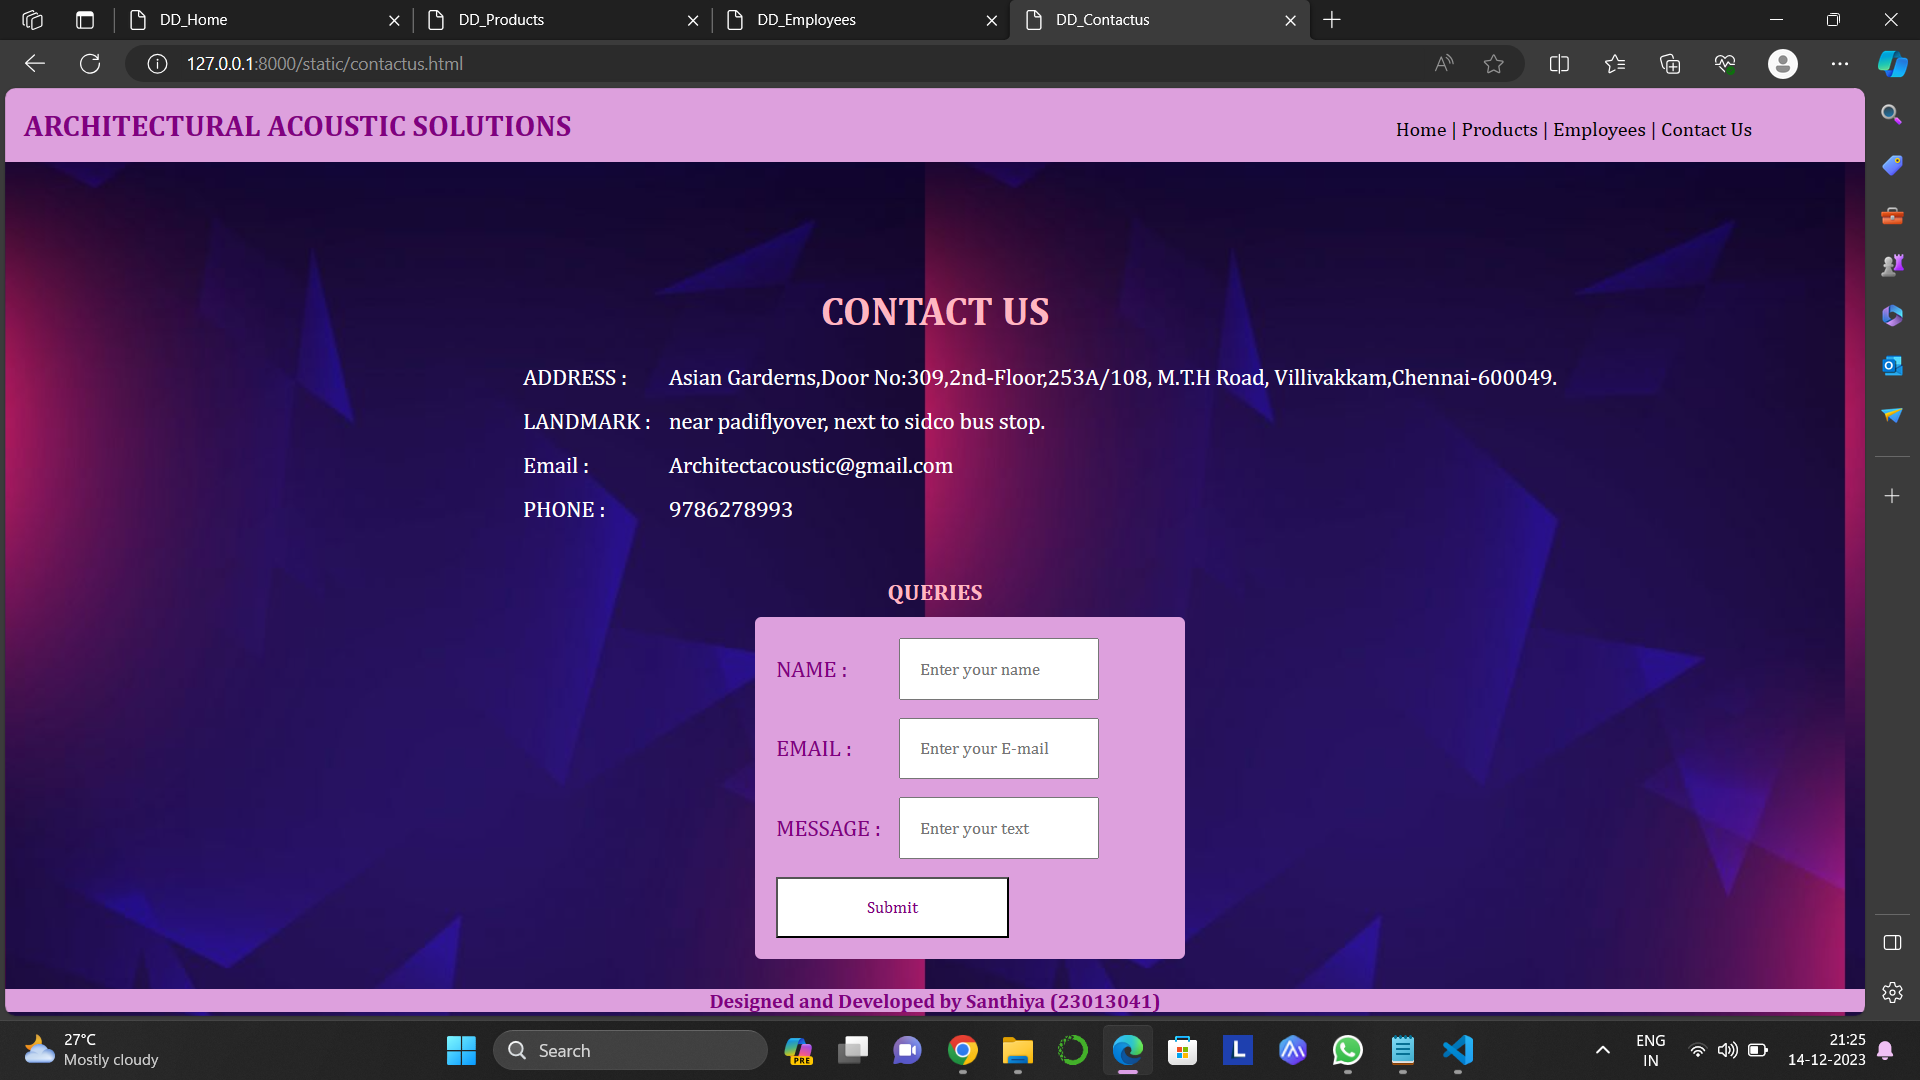 DD_Home
DD_Products
DD_Employees
DD_Contactus
127.0.0.1:8000/static/contactus.html
ARCHITECTURAL ACOUSTIC SOLUTIONS
Home | Products | Employees | Contact Us
CONTACT US
ADDRESS : Asian Garderns,Door No:309,2nd-Floor,253A/108, M.T.H Road, Villivakkam,Chennai-600049.
LANDMARK : near padiflyover, next to sidco bus stop.
Email : Architectacoustic@gmail.com
PHONE : 9786278993
QUERIES
NAME : Enter your name
EMAIL : Enter your E-mail
MESSAGE : Enter your text
Submit
Designed and Developed by Santhiya (23013041)
27°C
Mostly cloudy
Search
PRE
L
ENG
IN
21:25
14-12-2023